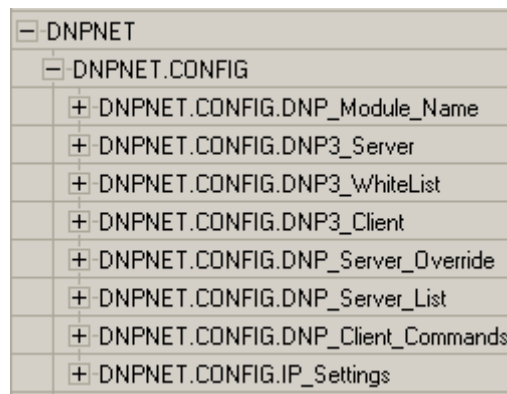 DNPNET
DNPNET.CONFIG
DNPNET.CONFIG.DNP_Module_Name
DNPNET.CONFIG.DNP3_Server
DNPNET.CONFIG.DNP3_WhiteList
DNPNET.CONFIG.DNP3_Client
DNPNET.CONFIG.DNP_Server_Override
DNPNET.CONFIG.DNP_Server_List
DNPNET.CONFIG.DNP_Client_Commands
DNPNET.CONFIG.IP_Settings